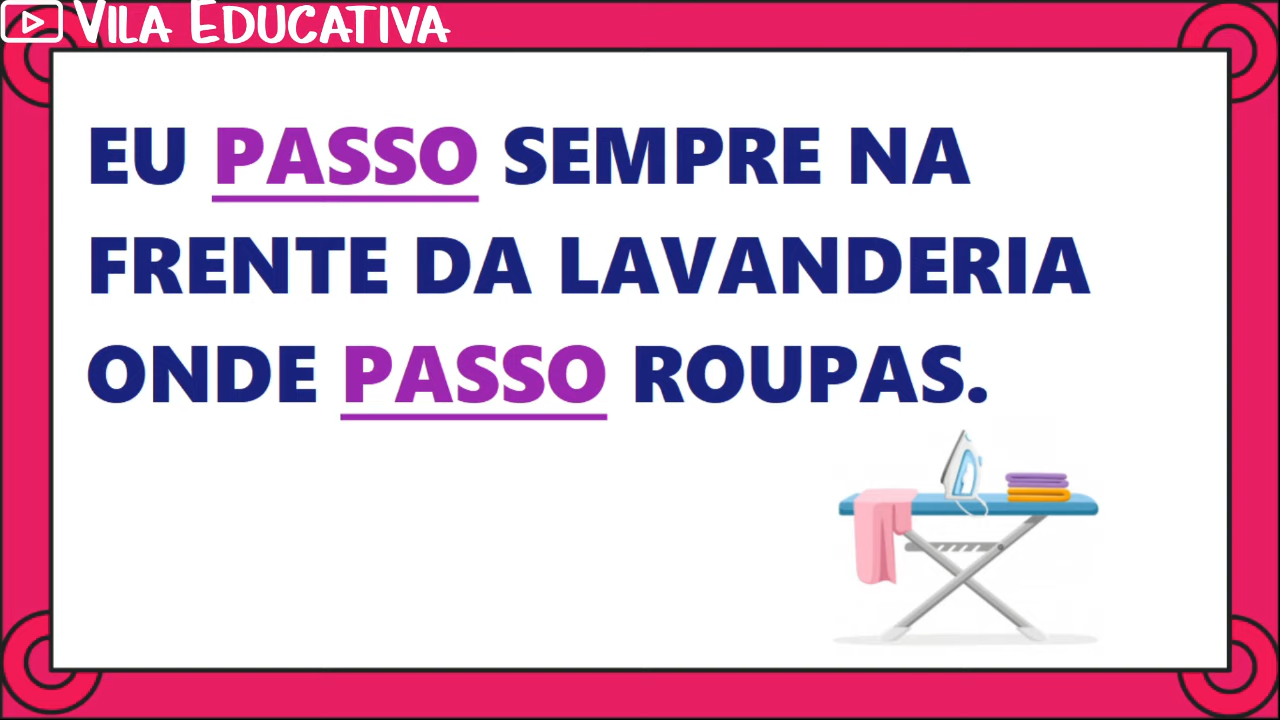 VILA EDUCATIVA
EU PASSO SEMPRE NA
FRENTE DA LAVANDERIA
ONDE PASSO ROUPAS.